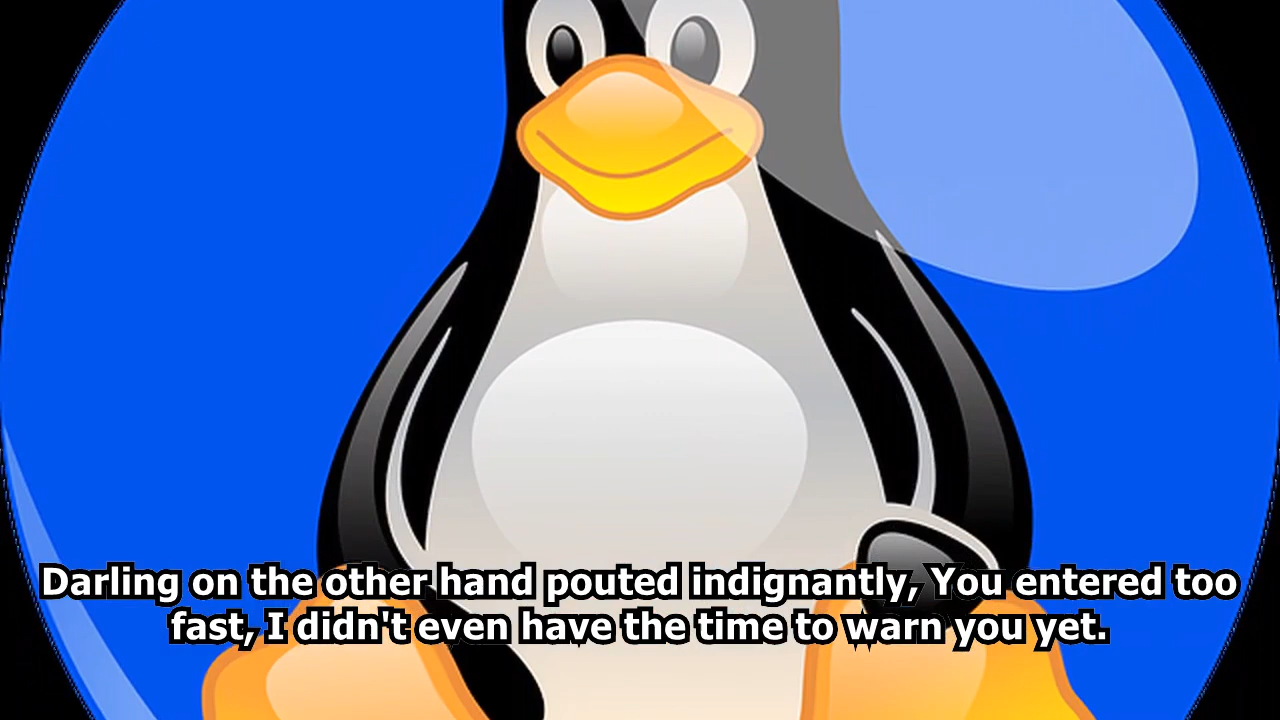 Darling on the other hand pouted indignantly, You entered too
fast, I didn't even have the time to warn you yet.